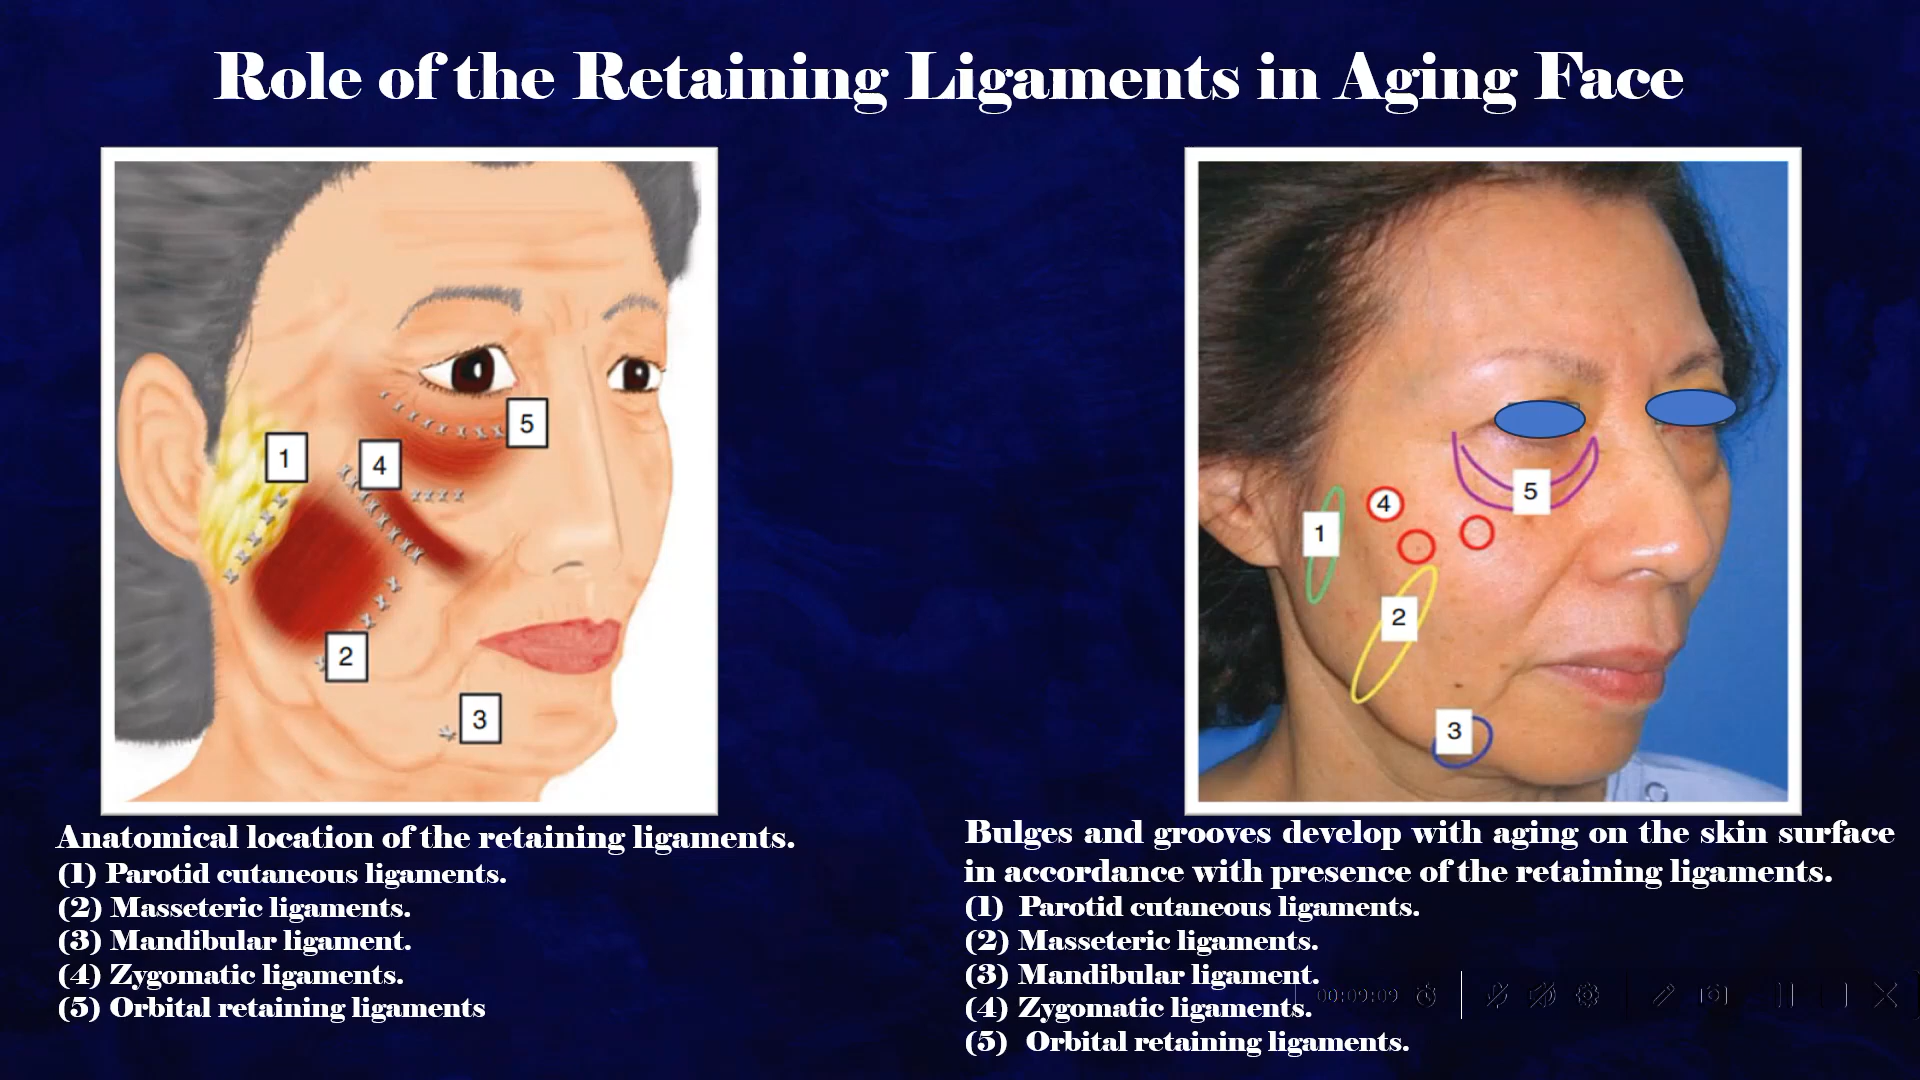 Role of the Retaining Ligaments in Aging Face
1
4
5
2
3
4
5
1
2
3
Anatomical location of the retaining ligaments.
(1) Parotid cutaneous ligaments.
(2) Masseteric ligaments.
(3) Mandibular ligament.
(4) Zygomatic ligaments.
(5) Orbital retaining ligaments
Bulges and grooves develop with aging on the skin surface
in accordance with presence of the retaining ligaments.
(1) Parotid cutaneous ligaments.
(2) Masseteric ligaments.
(3) Mandibular ligament.
(4) Zygomatic ligaments.
(5) Orbital retaining ligaments.
00:09:09